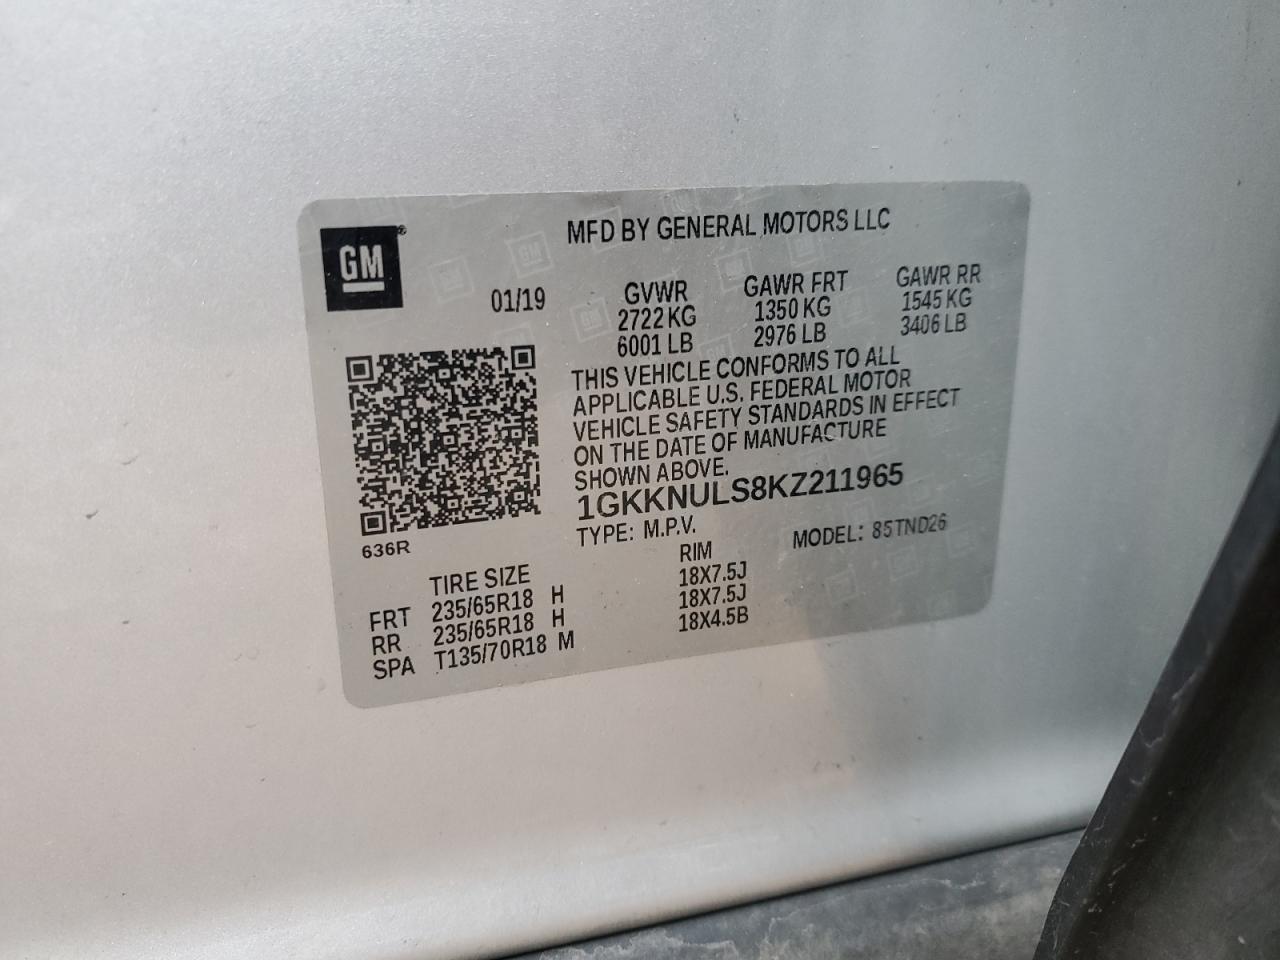 GM®
MFD BY GENERAL MOTORS LLC
01/19
GVWR GAWR FRT GAWR RR
2722 KG 1350 KG 1545 KG
6001 LB 2976 LB 3406 LB
THIS VEHICLE CONFORMS TO ALL
APPLICABLE U.S. FEDERAL MOTOR
VEHICLE SAFETY STANDARDS IN EFFECT
ON THE DATE OF MANUFACTURE
SHOWN ABOVE.
1GKKNULS8KZ211965
TYPE: M.P.V. MODEL: 85TND26
636R
TIRE SIZE RIM
FRT 235/65R18 H 18X7.5J
RR 235/65R18 H 18X7.5J
SPA T135/70R18 M 18X4.5B